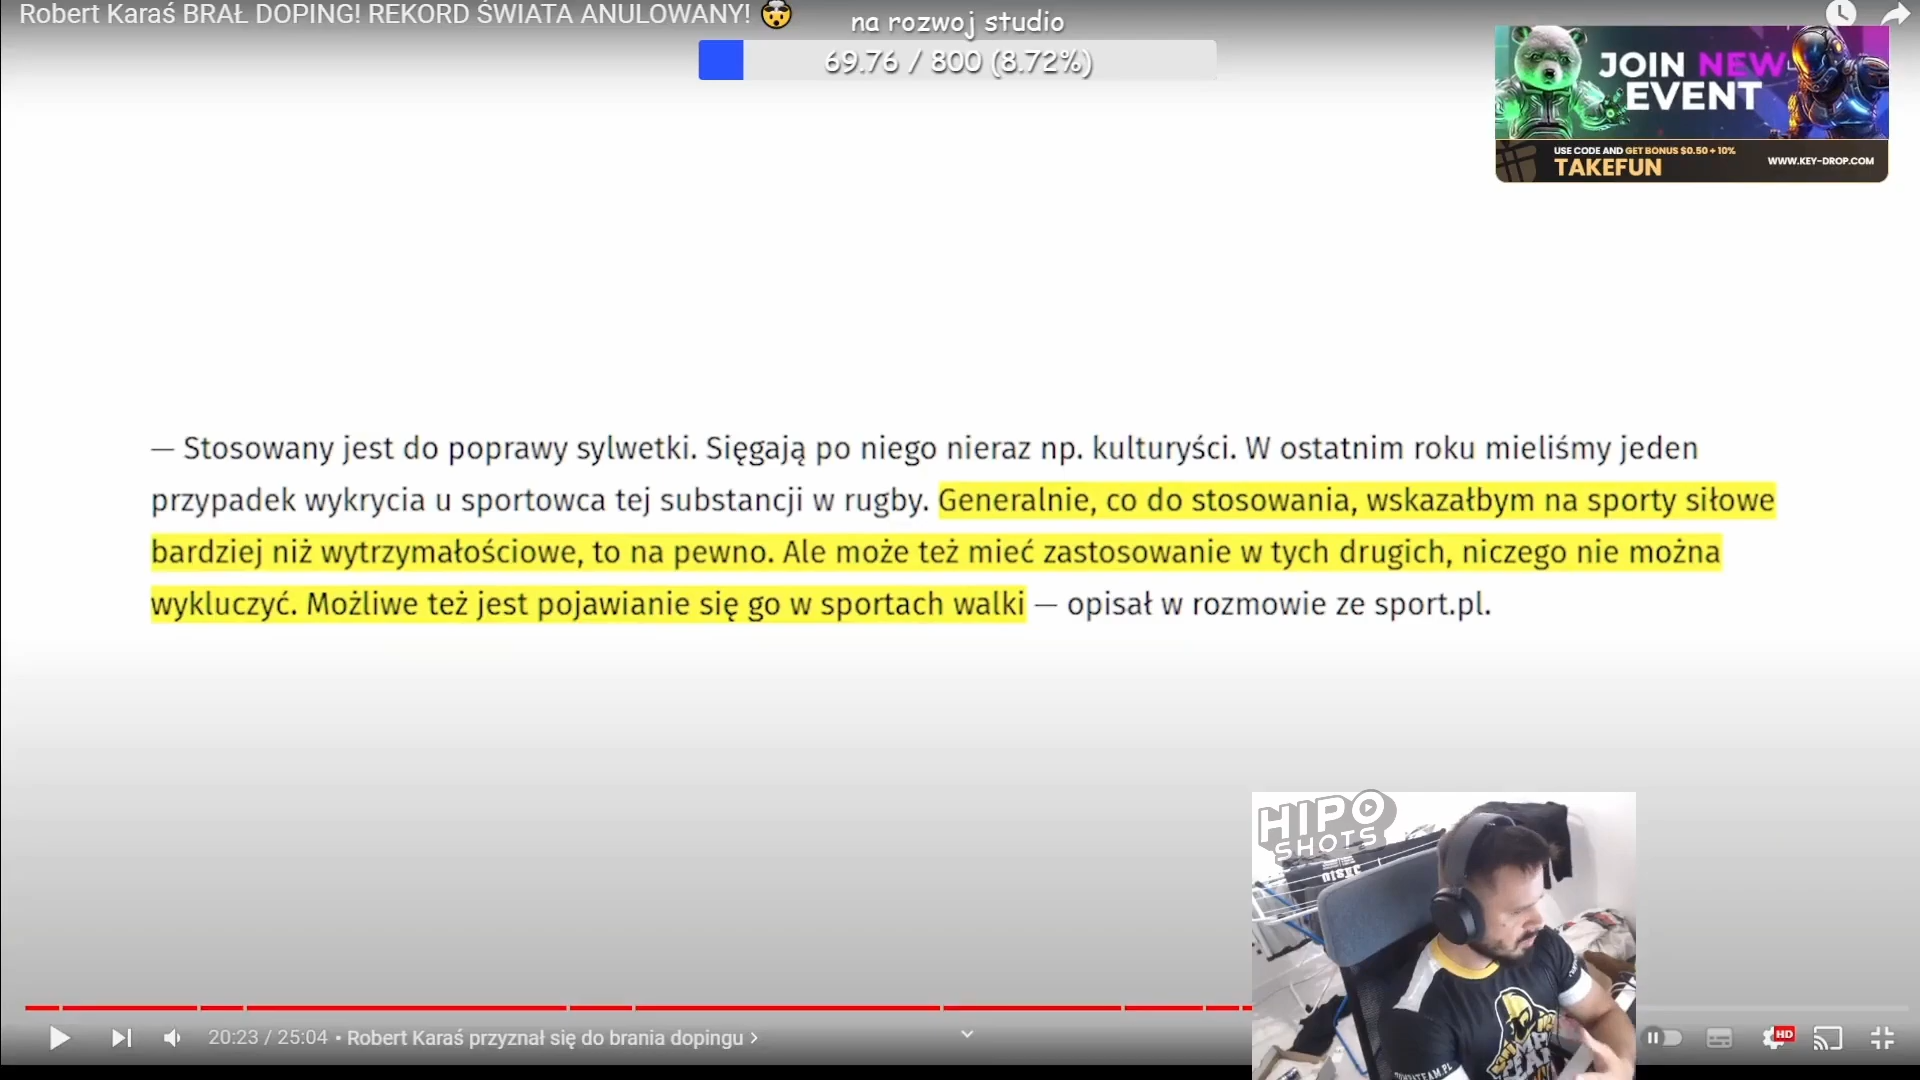 Robert Karaś BRAŁ DOPING! REKORD ŚWIATA ANULOWANY!
na rozwoj studio
69.76 / 800 (8.72%)
JOIN NEW
EVENT
USE CODE AND GET BONUS $0.50 + 10%
TAKEFUN
WWW.KEY-DROP.COM
— Stosowany jest do poprawy sylwetki. Sięgają po niego nieraz np. kulturyści. W ostatnim roku mieliśmy jeden
przypadek wykrycia u sportowca tej substancji w rugby. Generalnie, co do stosowania, wskazałbym na sporty siłowe
bardziej niż wytrzymałościowe, to na pewno. Ale może też mieć zastosowanie w tych drugich, niczego nie można
wykluczyć. Możliwe też jest pojawianie się go w sportach walki — opisał w rozmowie ze sport.pl.
HIPO
SHOTS
20:23 / 25:04 • Robert Karaś przyznał się do brania dopingu
HD